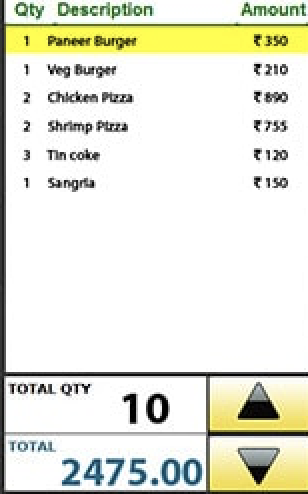 Qty Description Amount
1 Paneer Burger ₹350
1 Veg Burger ₹210
2 Chicken Pizza ₹890
2 Shrimp Pizza ₹755
3 Tin coke ₹120
1 Sangria ₹150
TOTAL QTY
10
TOTAL
2475.00